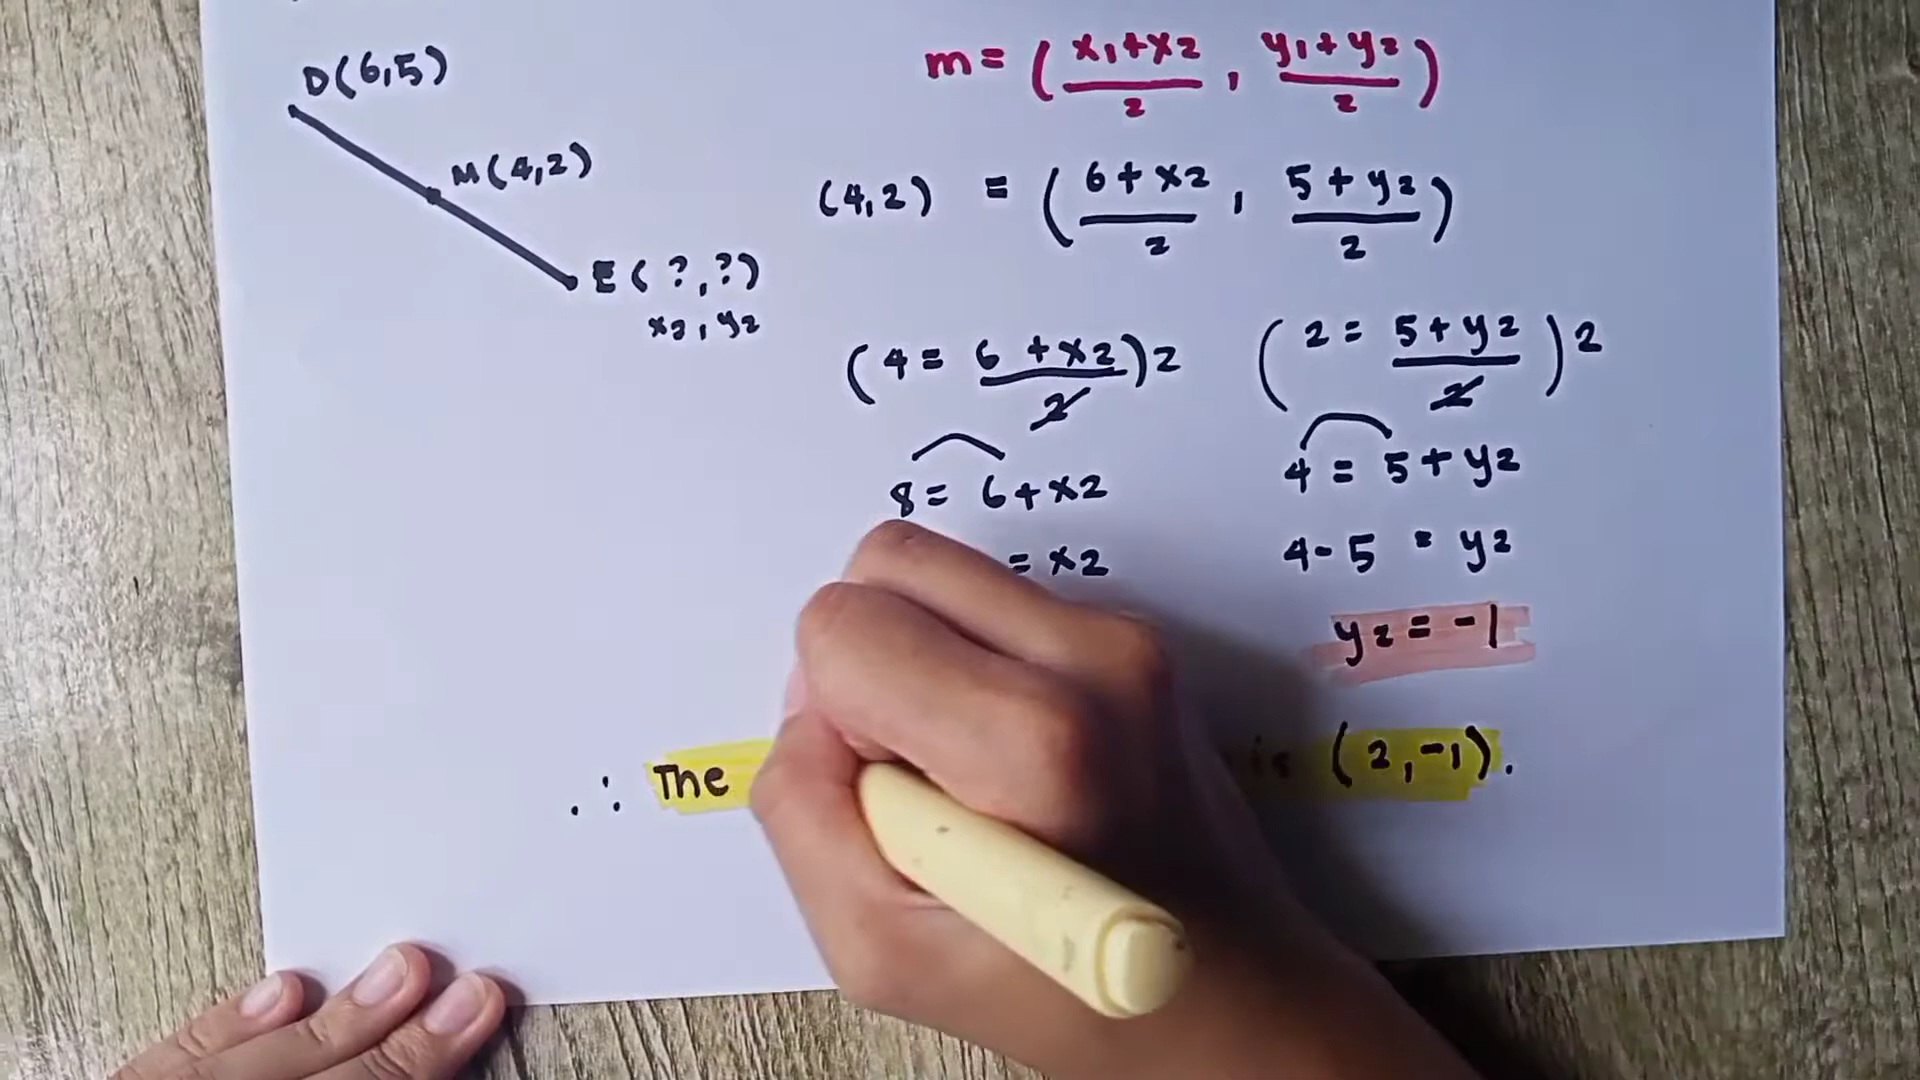 D(6,5)
M(4,2)
E(?,?)
x2, y2
m = (x1+x2/2, y1+y2/2)
(4,2) = (6+x2/2, 5+y2/2)
(4 = 6+x2/2)2
(2 = 5+y2/2)2
8 = 6+x2
4 = 5+y2
= x2
4-5 = y2
y2 = -1
∴ The is (2,-1).